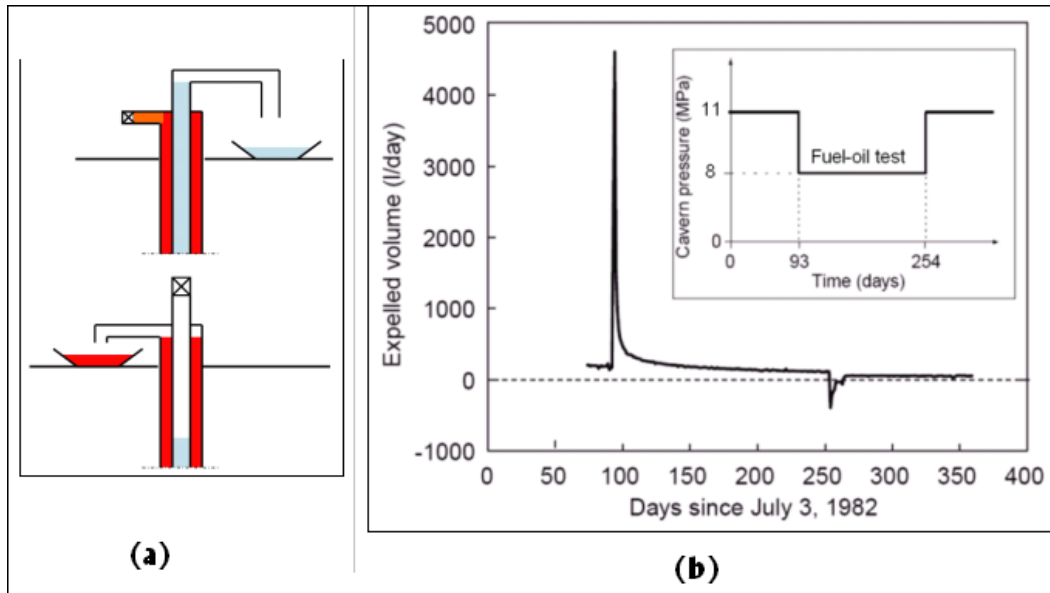 Expelled volume (l/day)
5000
4000
3000
2000
1000
0
-1000
0 50 100 150 200 250 300 350 400
Days since July 3, 1982
Cavern pressure (MPa)
11
8
0
Fuel-oil test
0 93 254
Time (days)
(a)
(b)